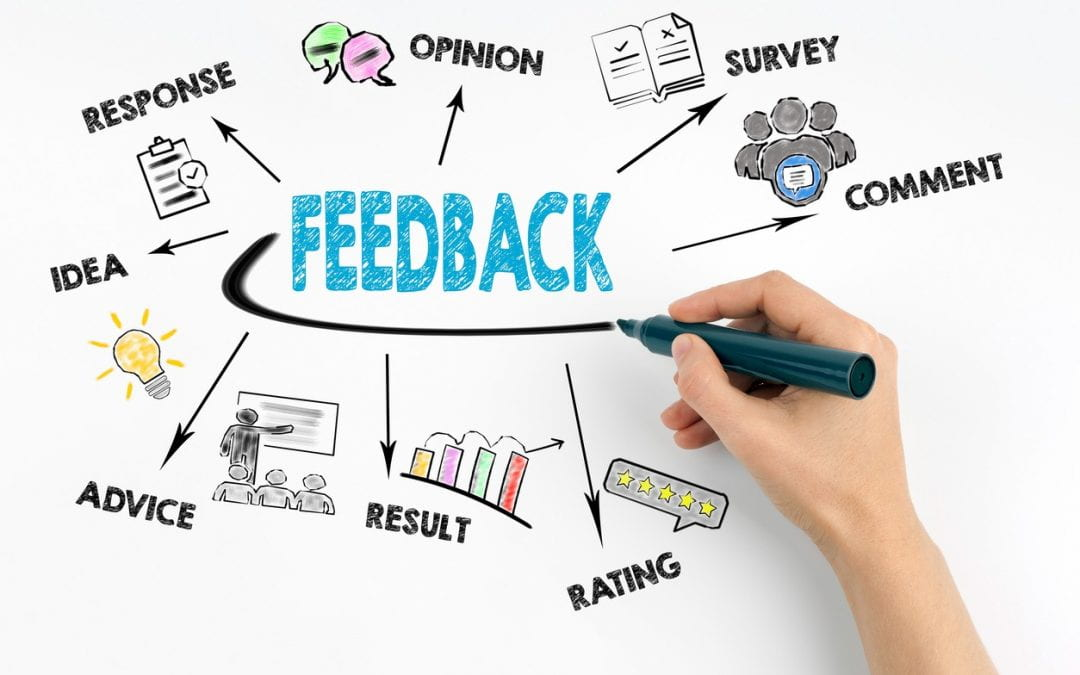 OPINION
SURVEY
RESPONSE
COMMENT
FEEDBACK
IDEA
ADVICE
RESULT
RATING